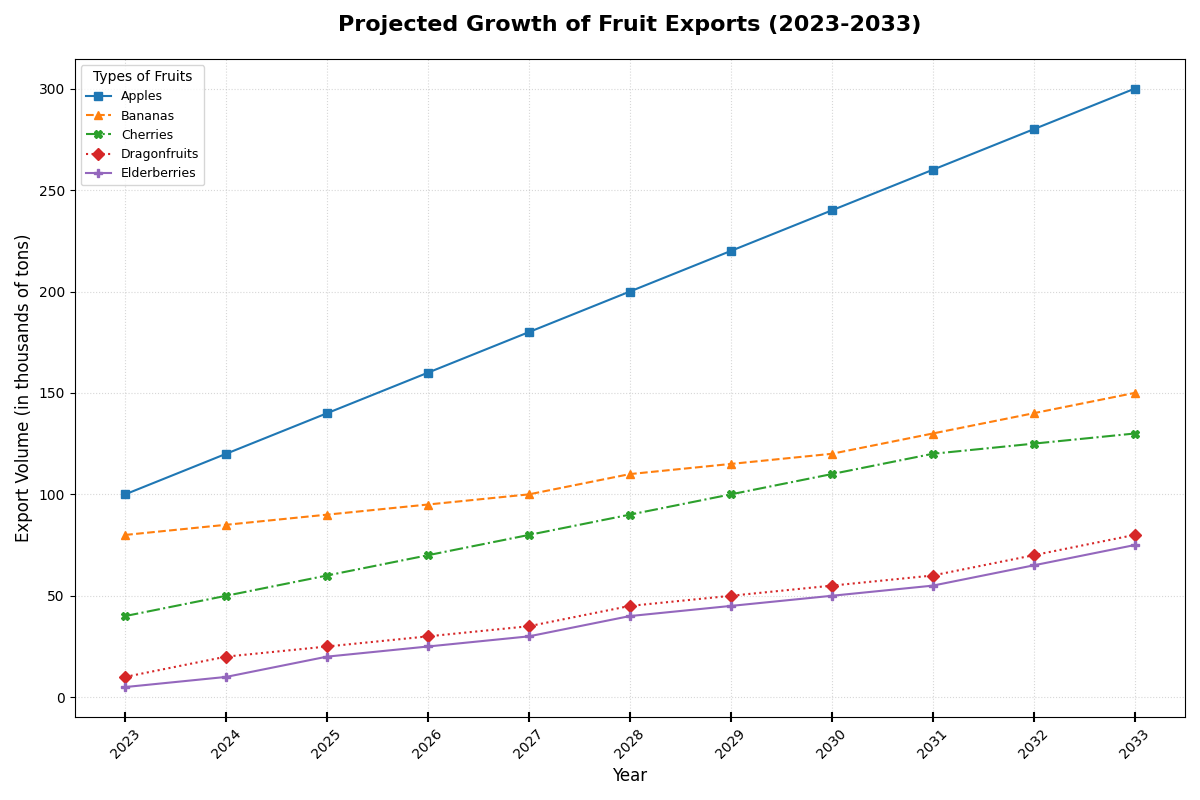 Projected Growth of Fruit Exports (2023-2033)
Types of Fruits
Apples
Bananas
Cherries
Dragonfruits
Elderberries
Export Volume (in thousands of tons)
300
250
200
150
100
50
0
2023
2024
2025
2026
2027
2028
2029
2030
2031
2032
2033
Year